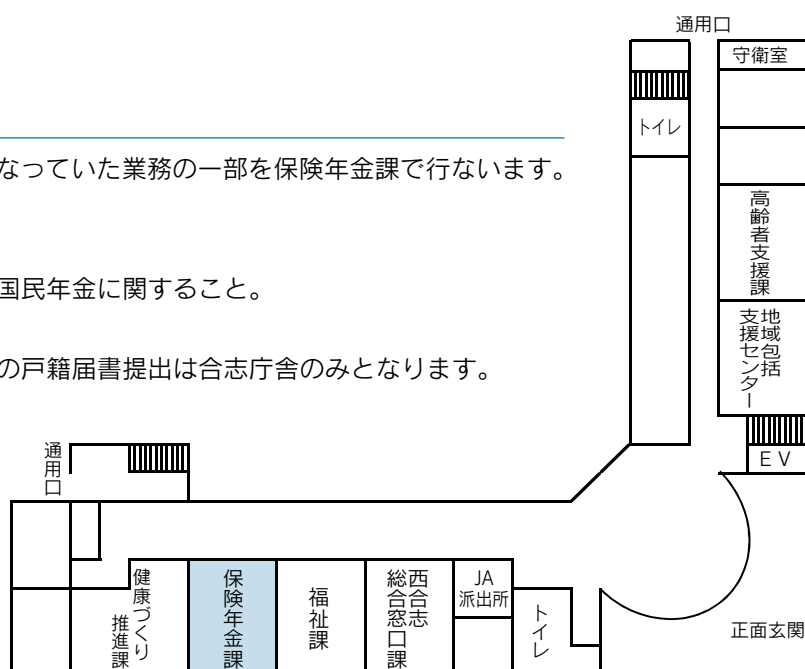 通用口
守衛室
トイレ
なっていた業務の一部を保険年金課で行ないます。
高齢者支援課
国民年金に関すること。
地域包括
支援センター
の戸籍届書提出は合志庁舎のみとなります。
通用口
ＥＶ
健康づくり
推進課
保険年金課
福祉課
西合志
総合窓口課
JA
派出所
トイレ
正面玄関